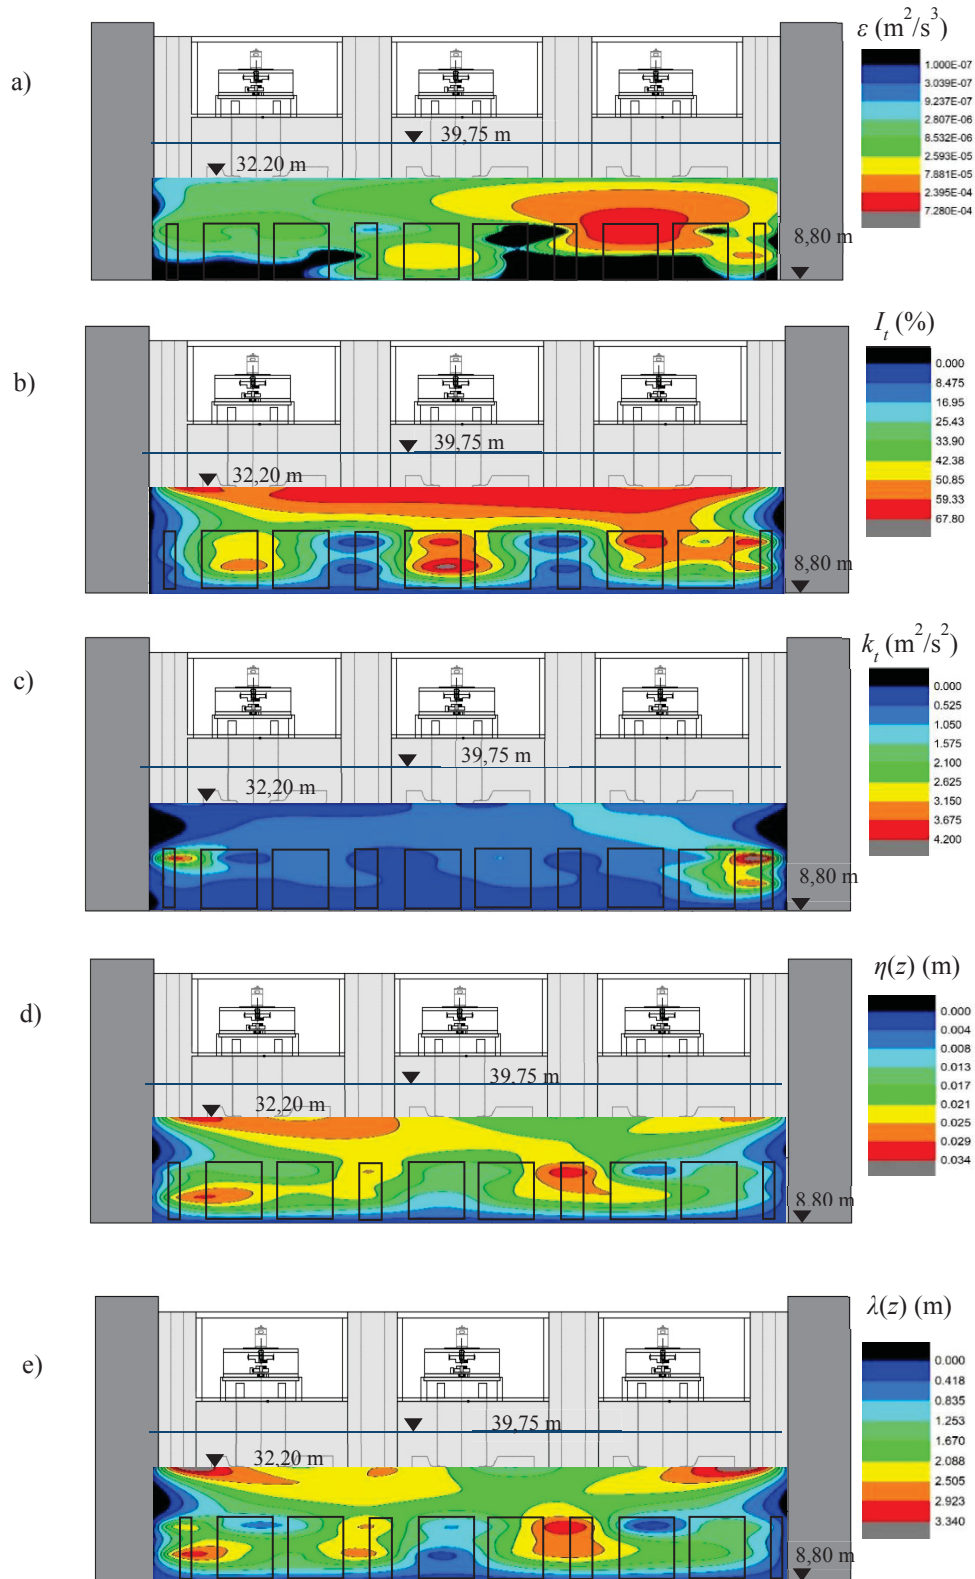 a)
ε (m²/s³)
1.000E-07
3.039E-07
9.237E-07
2.807E-06
8.532E-06
2.593E-05
7.881E-05
2.395E-04
7.280E-04
39,75 m
32,20 m
8,80 m
b)
I_t (%)
0.000
8.475
16.95
25.43
33.90
42.38
50.85
59.33
67.80
39,75 m
32,20 m
8,80 m
c)
k_t (m²/s²)
0.000
0.525
1.050
1.575
2.100
2.625
3.150
3.675
4.200
39,75 m
32,20 m
8,80 m
d)
η(z) (m)
0.000
0.004
0.008
0.013
0.017
0.021
0.025
0.029
0.034
39,75 m
32,20 m
8,80 m
e)
λ(z) (m)
0.000
0.418
0.835
1.253
1.670
2.088
2.505
2.923
3.340
39,75 m
32,20 m
8,80 m